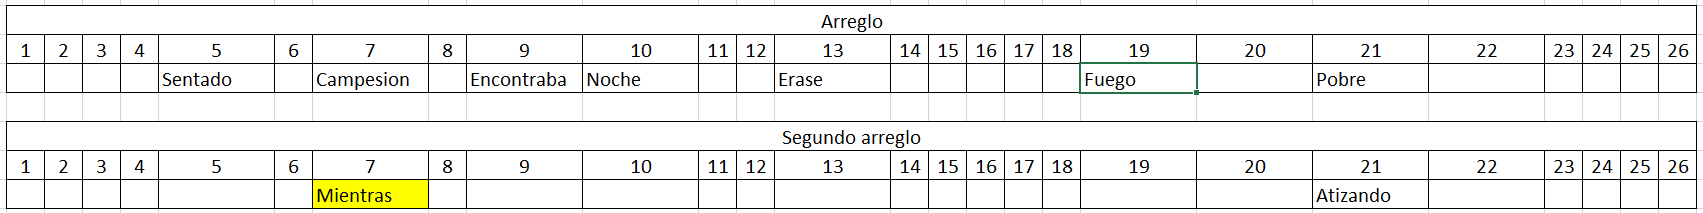 Arreglo
1 2 3 4 5 6 7 8 9 10 11 12 13 14 15 16 17 18 19 20 21 22 23 24 25 26
Sentado Campesion Encontraba Noche Erase Fuego Pobre
Segundo arreglo
1 2 3 4 5 6 7 8 9 10 11 12 13 14 15 16 17 18 19 20 21 22 23 24 25 26
Mientras Atizando